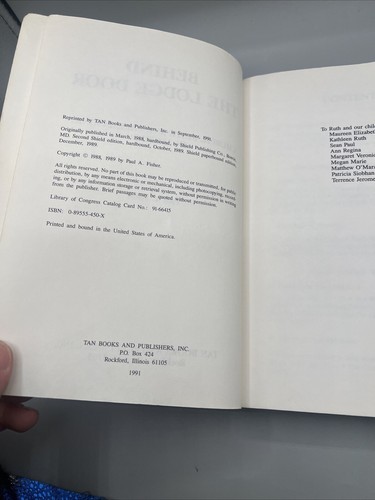 Reprinted by TAN Books and Publishers, Inc. in September, 1991.
Originally published in March, 1988, hardbound, by Shield Publishing Co., Bowie,
MD. Second Shield edition, hardbound, October, 1989. Shield paperbound edition,
December, 1989.
Copyright © 1988, 1989 by Paul A. Fisher.
All rights reserved. No part of this book may be reproduced or transmitted, for public
distribution, by any means electronic or mechanical, including photocopying, record-
ing, or by any information storage or retrieval system, without permission in writing
from the publisher. Brief passages may be quoted without permission.
Library of Congress Catalog Card No.: 91-66415
ISBN: 0-89555-450-X
Printed and bound in the United States of America.
TAN BOOKS AND PUBLISHERS, INC.
P.O. Box 424
Rockford, Illinois 61105
1991
To Ruth and our chil
Maureen Elizabet
Kathleen Ruth
Sean Paul
Ann Regina
Margaret Veronic
Megan Marie
Matthew O'Mar
Patricia Siobhan
Terrence Jerome